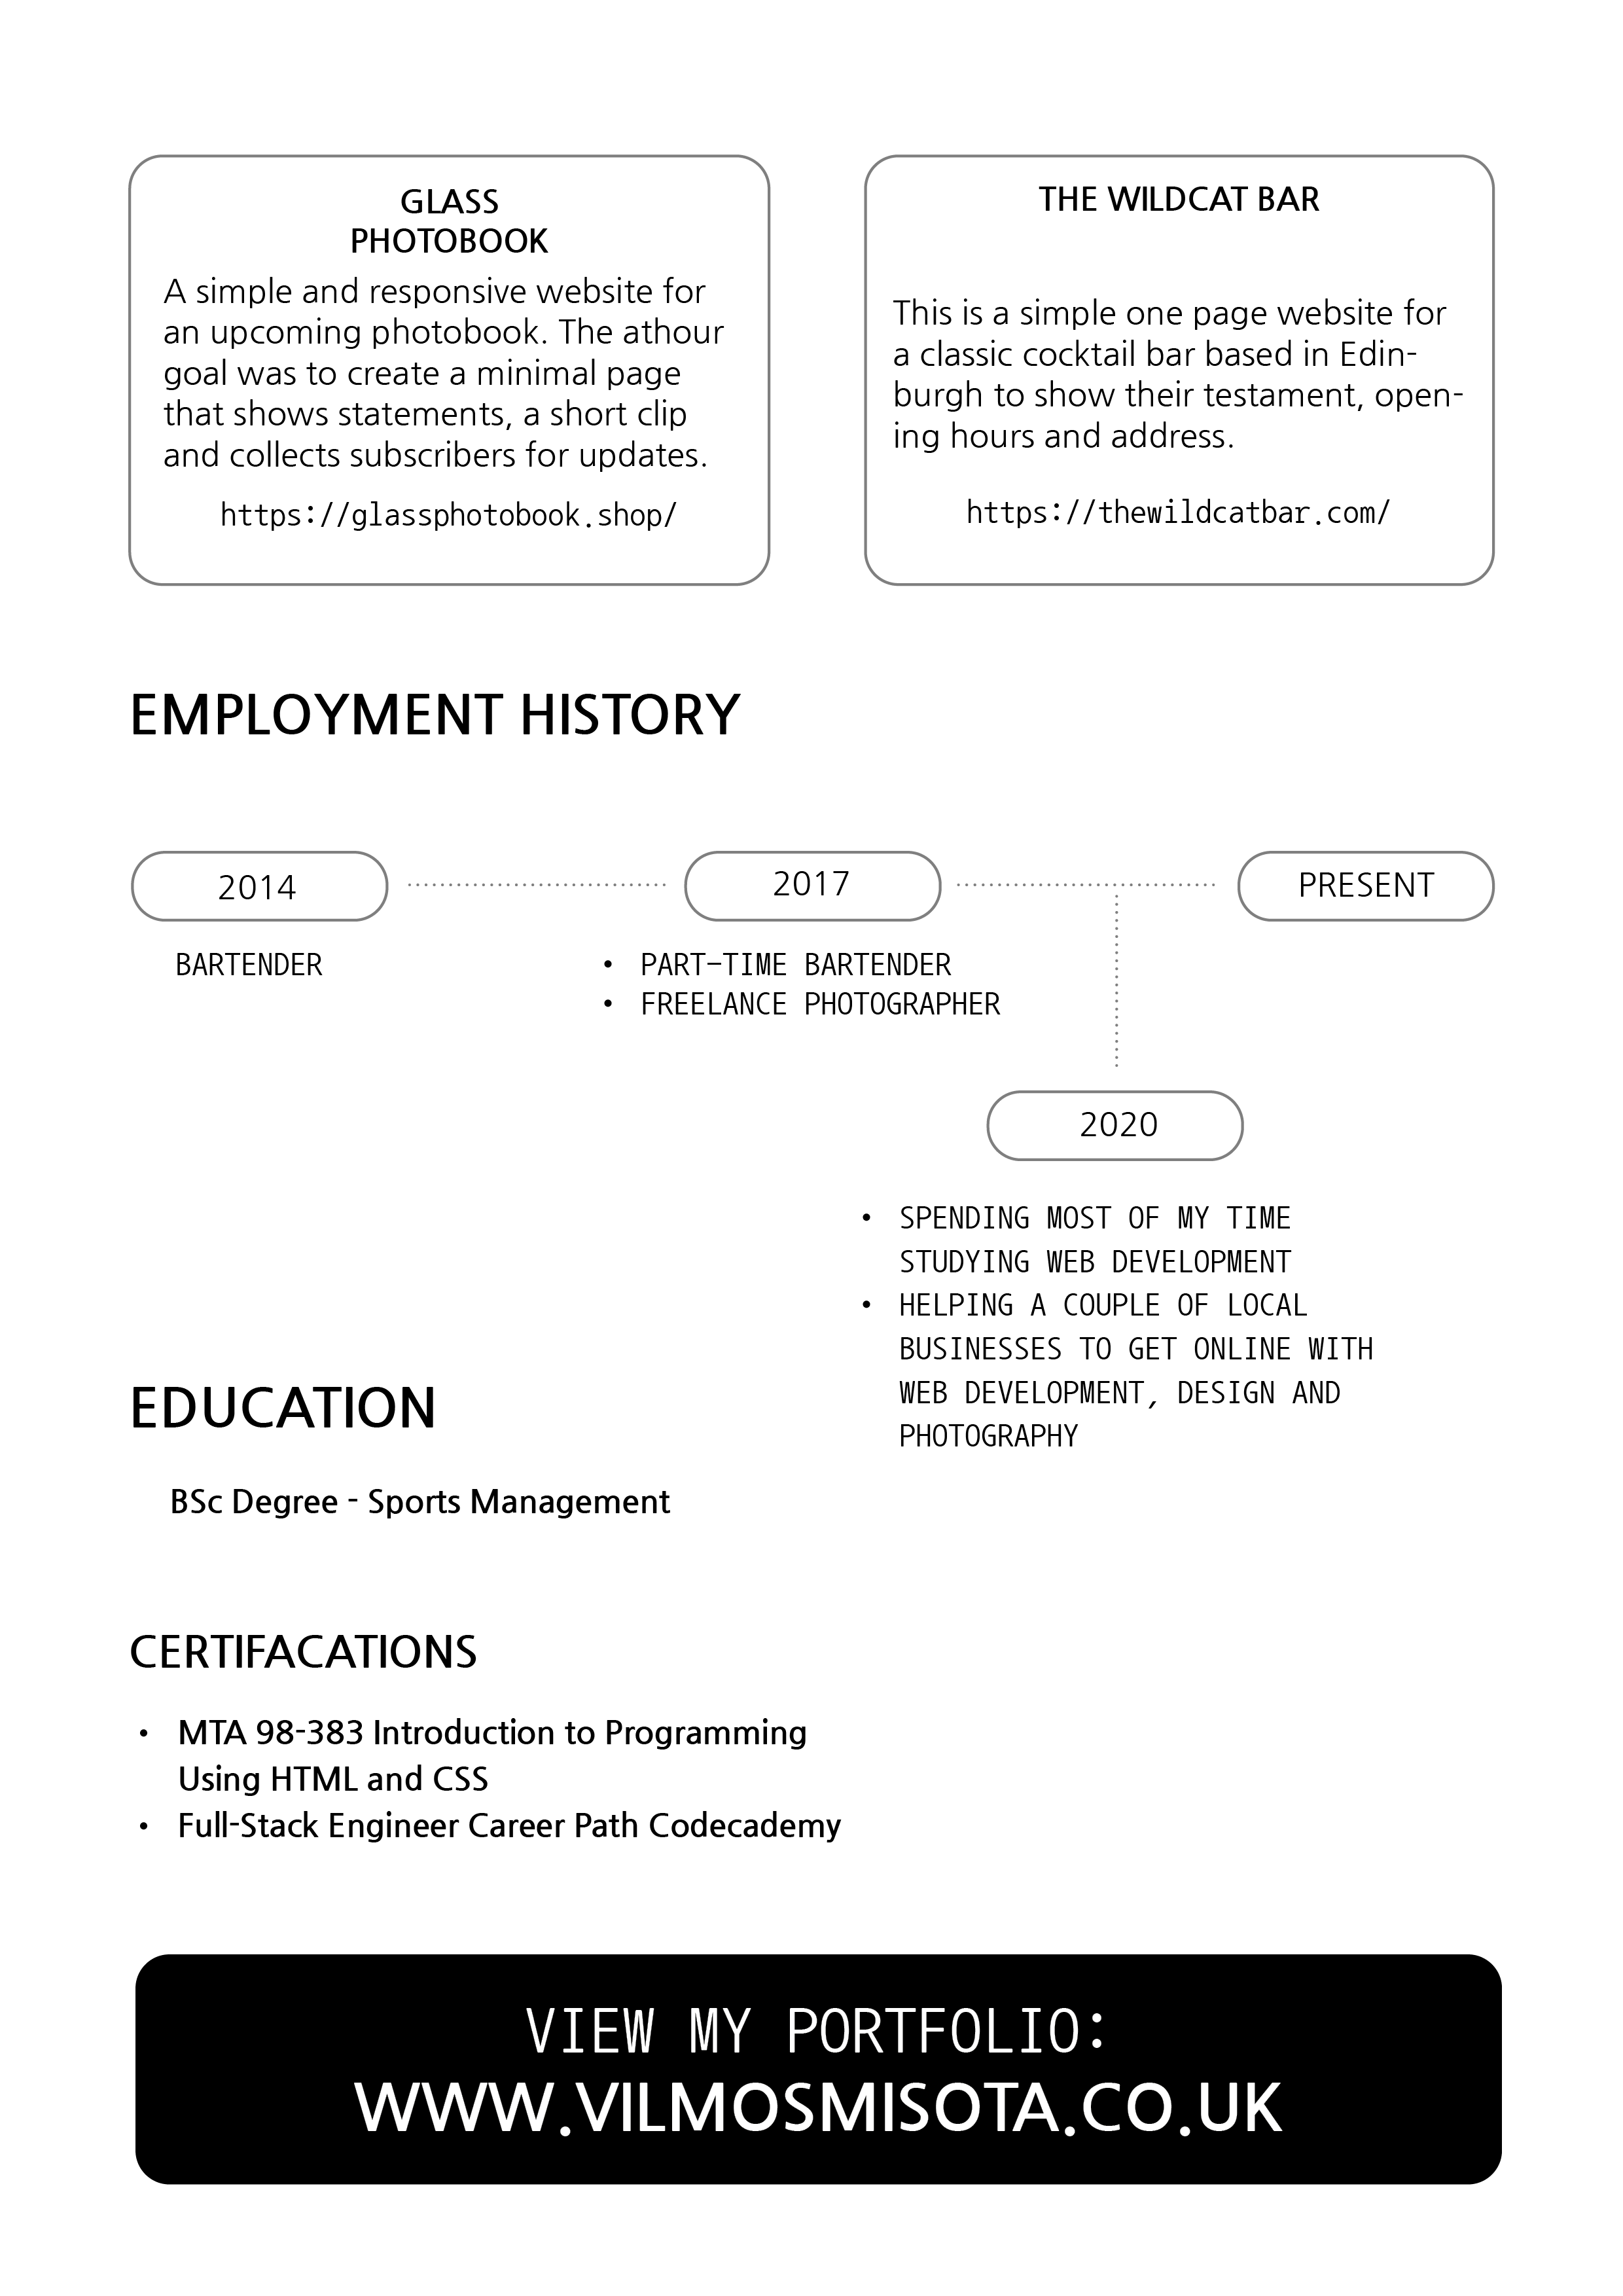 GLASS
PHOTOBOOK
A simple and responsive website for
an upcoming photobook. The athour
goal was to create a minimal page
that shows statements, a short clip
and collects subscribers for updates.
https://glassphotobook.shop/
THE WILDCAT BAR
This is a simple one page website for
a classic cocktail bar based in Edin-
burgh to show their testament, open-
ing hours and address.
https://thewildcatbar.com/
EMPLOYMENT HISTORY
2014
BARTENDER
2017
• PART-TIME BARTENDER
• FREELANCE PHOTOGRAPHER
PRESENT
2020
• SPENDING MOST OF MY TIME
STUDYING WEB DEVELOPMENT
• HELPING A COUPLE OF LOCAL
BUSINESSES TO GET ONLINE WITH
WEB DEVELOPMENT, DESIGN AND
PHOTOGRAPHY
EDUCATION
BSc Degree - Sports Management
CERTIFACATIONS
• MTA 98-383 Introduction to Programming
Using HTML and CSS
• Full-Stack Engineer Career Path Codecademy
VIEW MY PORTFOLIO:
WWW.VILMOSMISOTA.CO.UK